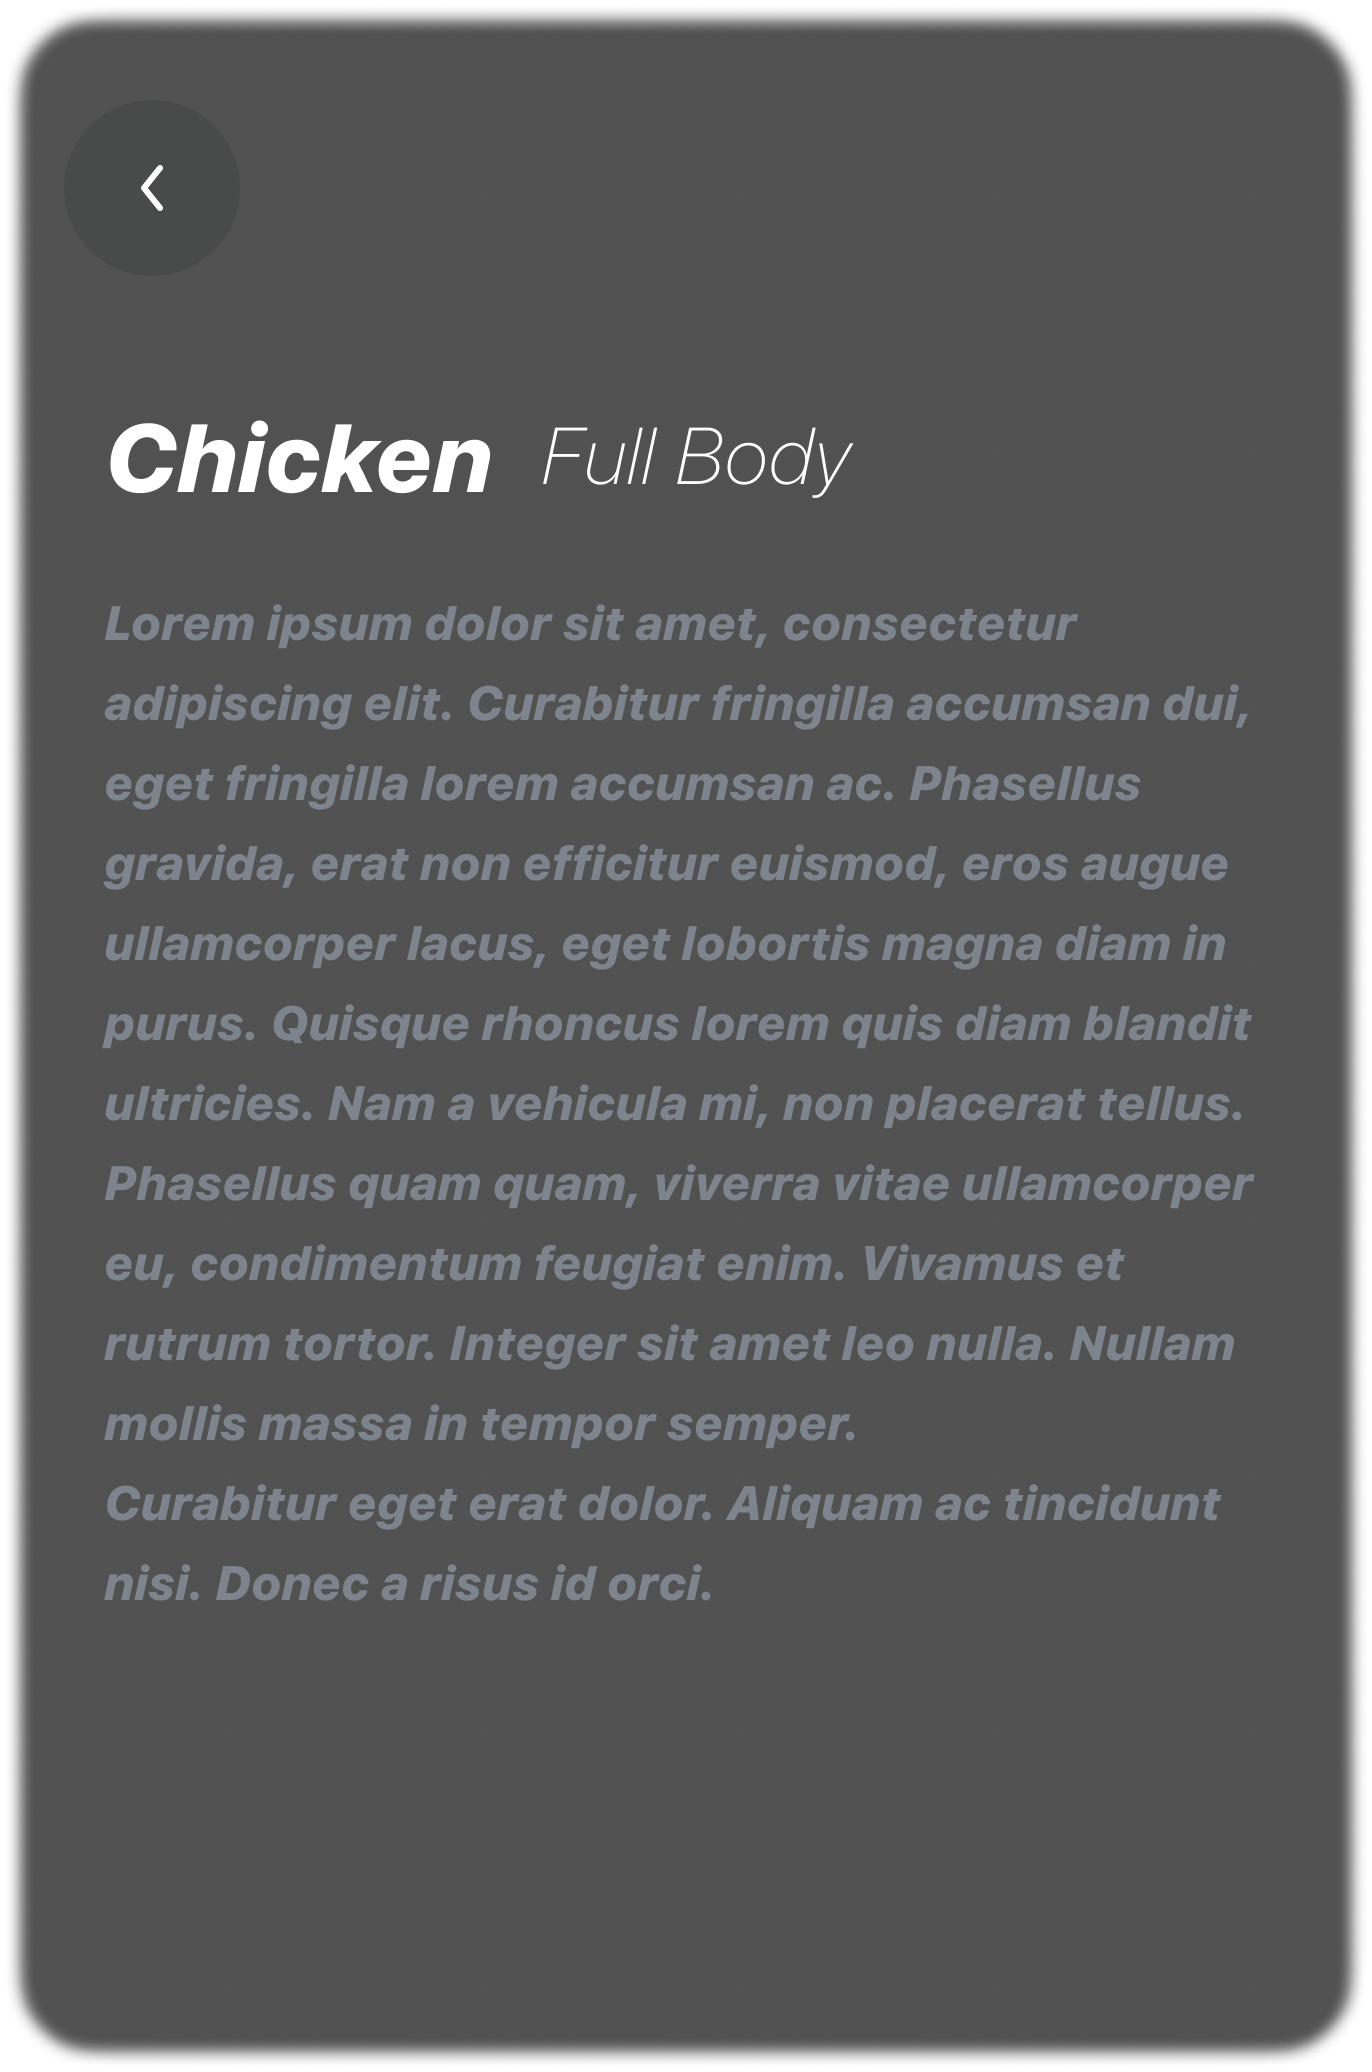 Chicken Full Body
Lorem ipsum dolor sit amet, consectetur
adipiscing elit. Curabitur fringilla accumsan dui,
eget fringilla lorem accumsan ac. Phasellus
gravida, erat non efficitur euismod, eros augue
ullamcorper lacus, eget lobortis magna diam in
purus. Quisque rhoncus lorem quis diam blandit
ultricies. Nam a vehicula mi, non placerat tellus.
Phasellus quam quam, viverra vitae ullamcorper
eu, condimentum feugiat enim. Vivamus et
rutrum tortor. Integer sit amet leo nulla. Nullam
mollis massa in tempor semper.
Curabitur eget erat dolor. Aliquam ac tincidunt
nisi. Donec a risus id orci.